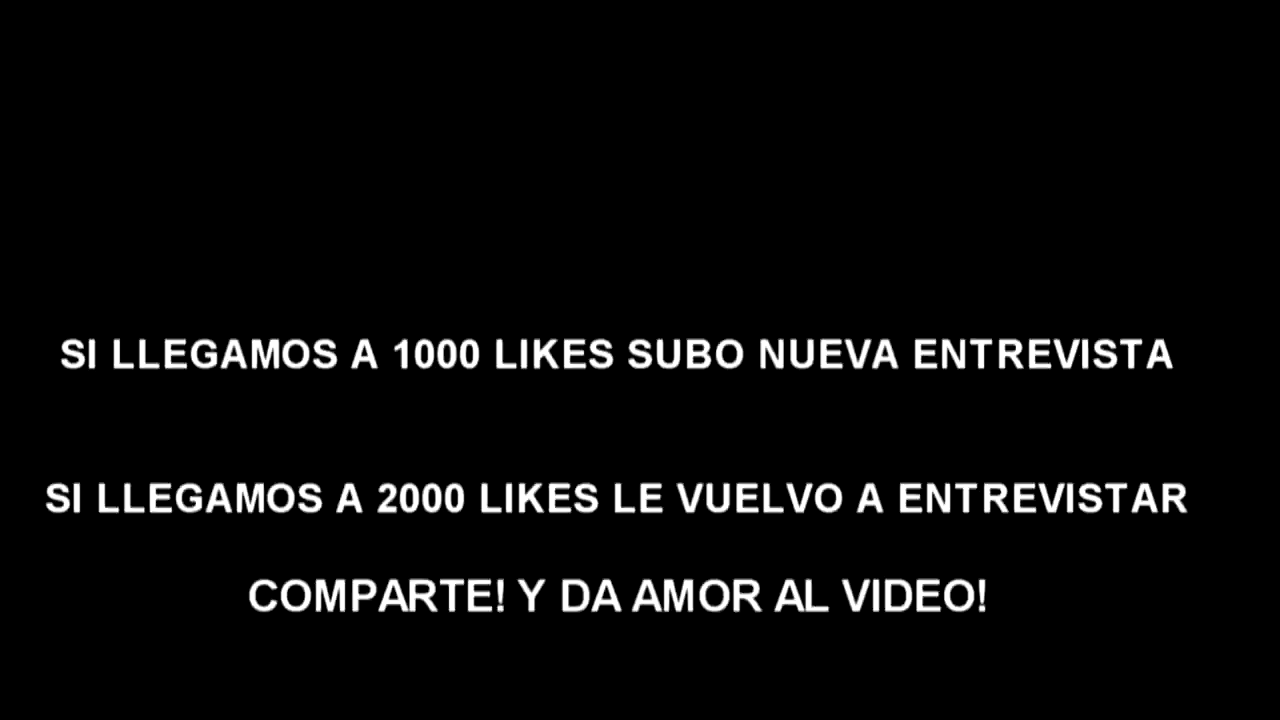 SI LLEGAMOS A 1000 LIKES SUBO NUEVA ENTREVISTA
SI LLEGAMOS A 2000 LIKES LE VUELVO A ENTREVISTAR
COMPARTE! Y DA AMOR AL VIDEO!